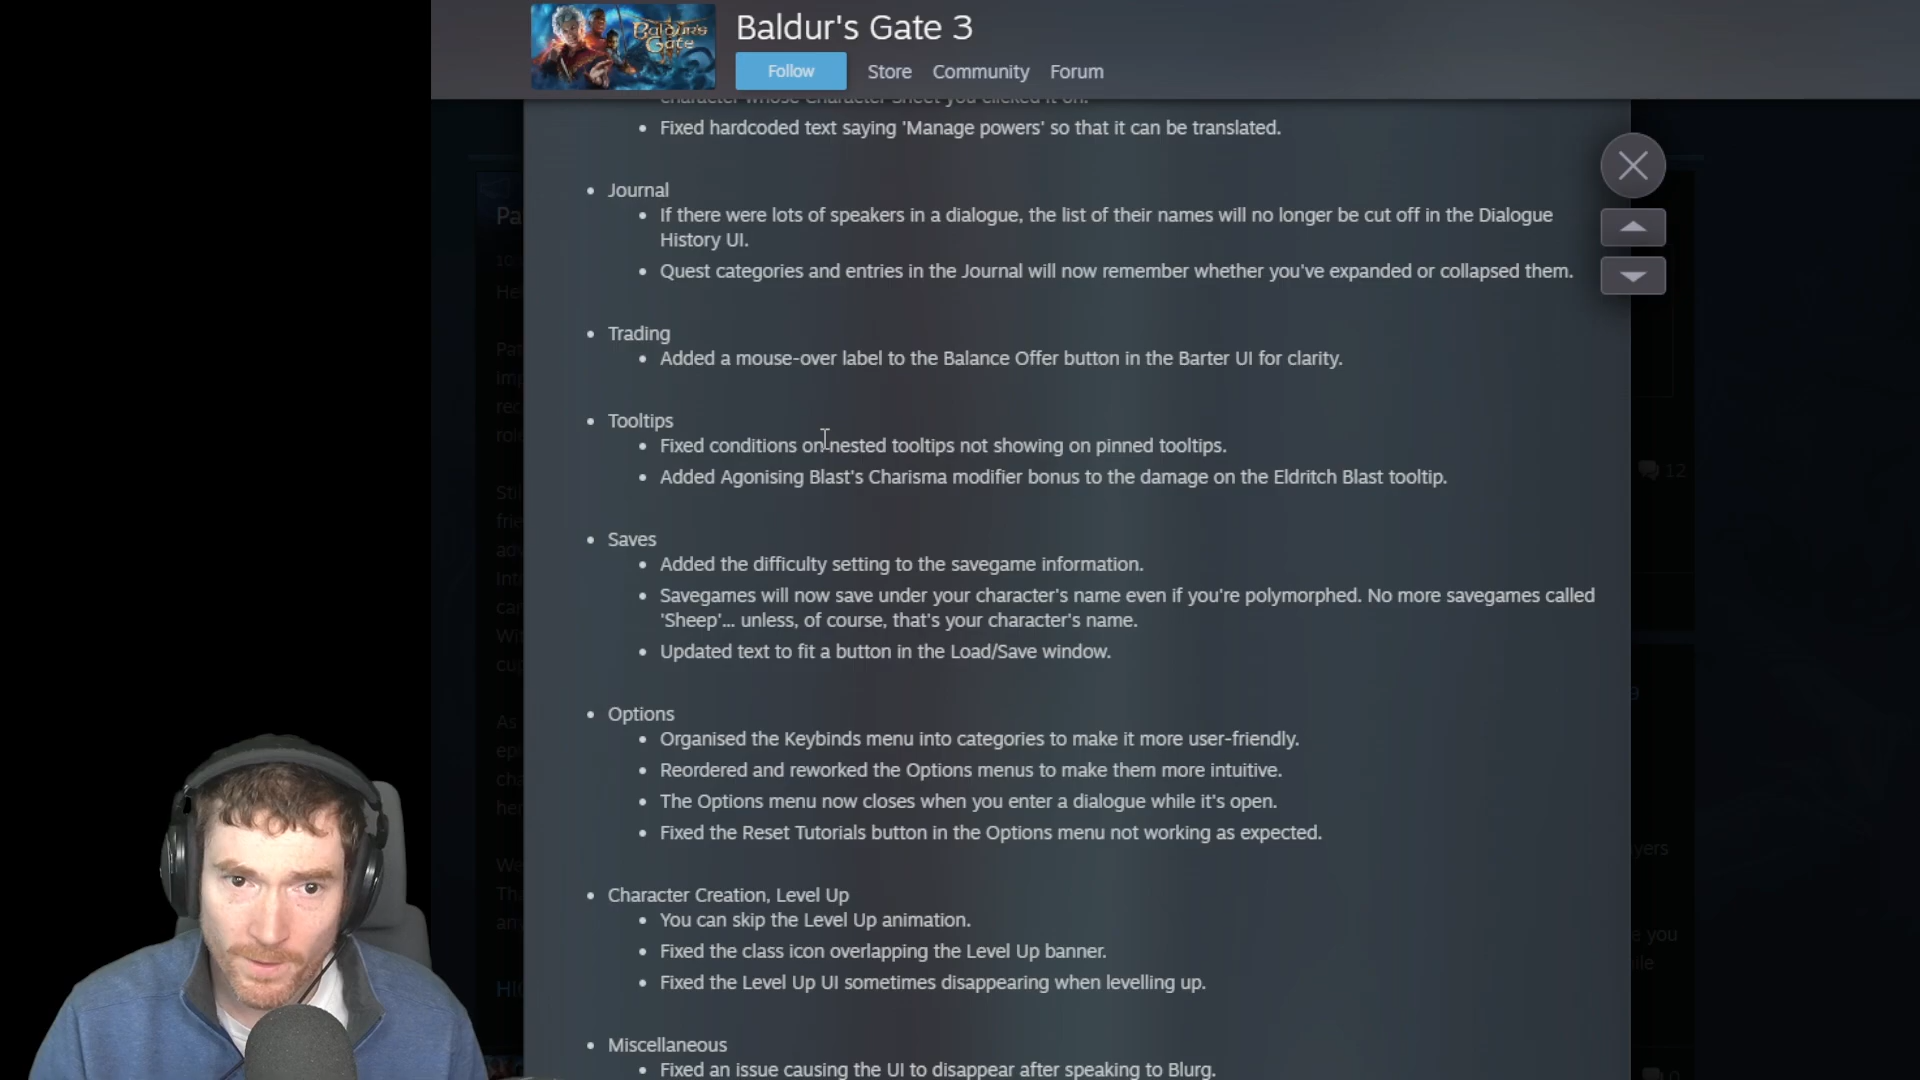 Baldur's Gate
Baldur's Gate 3
Follow
Store
Community
Forum
character whose Character Sheet you clicked it on.
• Fixed hardcoded text saying 'Manage powers' so that it can be translated.
• Journal
• If there were lots of speakers in a dialogue, the list of their names will no longer be cut off in the Dialogue
History UI.
• Quest categories and entries in the Journal will now remember whether you've expanded or collapsed them.
• Trading
• Added a mouse-over label to the Balance Offer button in the Barter UI for clarity.
• Tooltips
• Fixed conditions on nested tooltips not showing on pinned tooltips.
• Added Agonising Blast's Charisma modifier bonus to the damage on the Eldritch Blast tooltip.
12
• Saves
• Added the difficulty setting to the savegame information.
• Savegames will now save under your character's name even if you're polymorphed. No more savegames called
'Sheep'... unless, of course, that's your character's name.
• Updated text to fit a button in the Load/Save window.
• Options
• Organised the Keybinds menu into categories to make it more user-friendly.
• Reordered and reworked the Options menus to make them more intuitive.
• The Options menu now closes when you enter a dialogue while it's open.
• Fixed the Reset Tutorials button in the Options menu not working as expected.
• Character Creation, Level Up
• You can skip the Level Up animation.
• Fixed the class icon overlapping the Level Up banner.
• Fixed the Level Up UI sometimes disappearing when levelling up.
• Miscellaneous
• Fixed an issue causing the UI to disappear after speaking to Blurg.